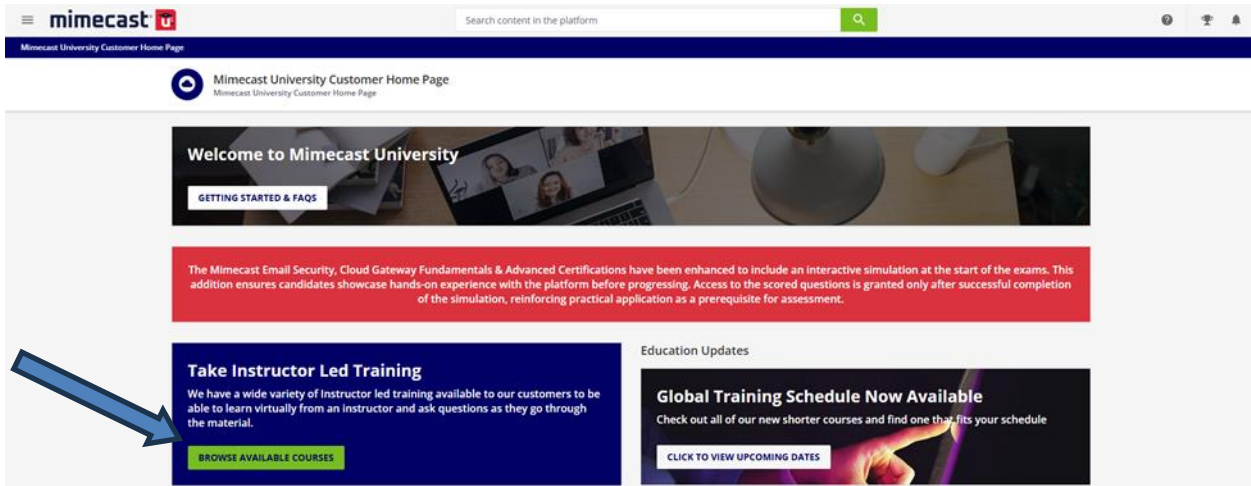 mimecast u
Search content in the platform
Mimecast University Customer Home Page
Mimecast University Customer Home Page
Mimecast University Customer Home Page
Welcome to Mimecast University
GETTING STARTED & FAQS
The Mimecast Email Security, Cloud Gateway Fundamentals & Advanced Certifications have been enhanced to include an interactive simulation at the start of the exams. This
addition ensures candidates showcase hands-on experience with the platform before progressing. Access to the scored questions is granted only after successful completion
of the simulation, reinforcing practical application as a prerequisite for assessment.
Take Instructor Led Training
We have a wide variety of Instructor led training available to our customers to be
able to learn virtually from an instructor and ask questions as they go through
the material.
BROWSE AVAILABLE COURSES
Education Updates
Global Training Schedule Now Available
Check out all of our new shorter courses and find one that fits your schedule
CLICK TO VIEW UPCOMING DATES